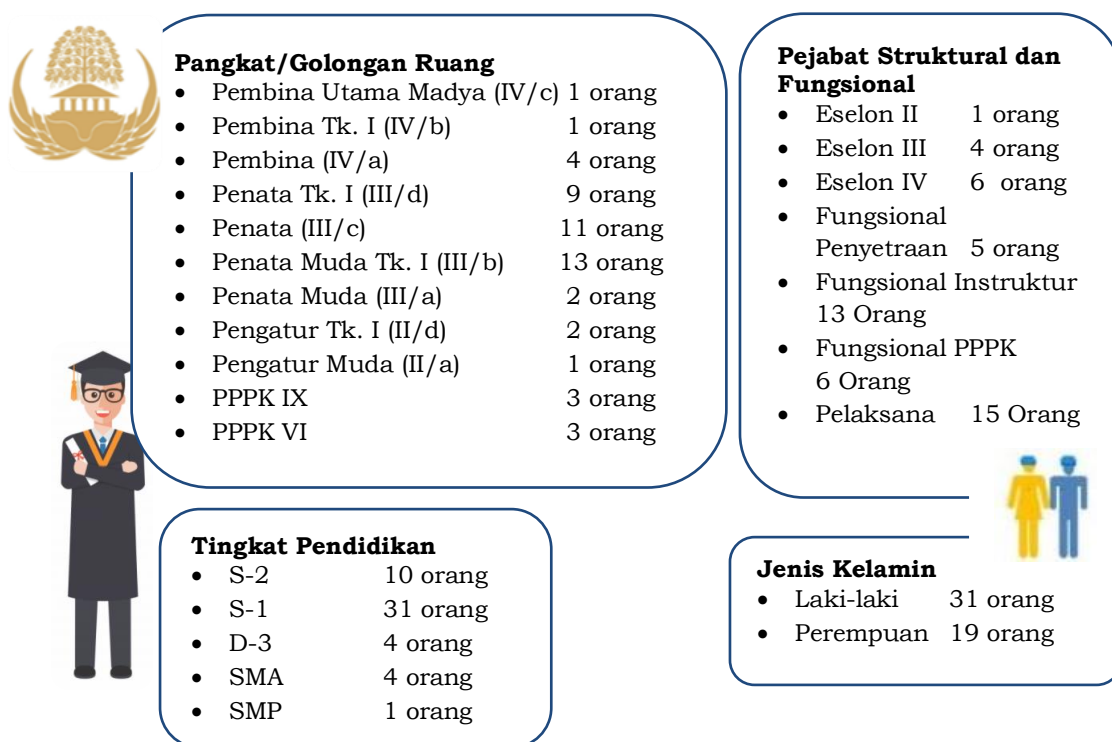 Pangkat/Golongan Ruang
• Pembina Utama Madya (IV/c) 1 orang
• Pembina Tk. I (IV/b) 1 orang
• Pembina (IV/a) 4 orang
• Penata Tk. I (III/d) 9 orang
• Penata (III/c) 11 orang
• Penata Muda Tk. I (III/b) 13 orang
• Penata Muda (III/a) 2 orang
• Pengatur Tk. I (II/d) 2 orang
• Pengatur Muda (II/a) 1 orang
• PPPK IX 3 orang
• PPPK VI 3 orang
Pejabat Struktural dan
Fungsional
• Eselon II 1 orang
• Eselon III 4 orang
• Eselon IV 6 orang
• Fungsional
Penyetraan 5 orang
• Fungsional Instruktur
13 Orang
• Fungsional PPPK
6 Orang
• Pelaksana 15 Orang
Tingkat Pendidikan
• S-2 10 orang
• S-1 31 orang
• D-3 4 orang
• SMA 4 orang
• SMP 1 orang
Jenis Kelamin
• Laki-laki 31 orang
• Perempuan 19 orang